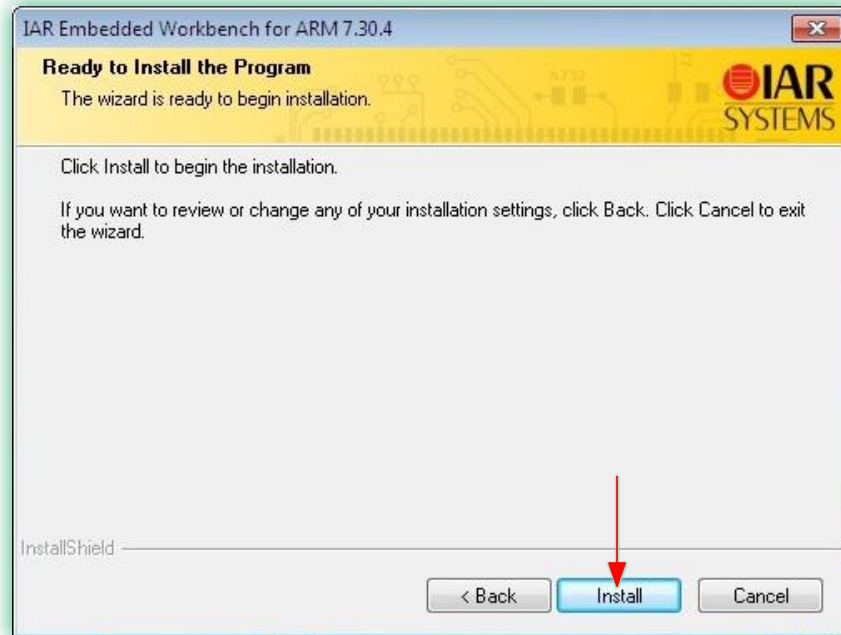 IAR Embedded Workbench for ARM 7.30.4
Ready to Install the Program
The wizard is ready to begin installation.
IAR
SYSTEMS
Click Install to begin the installation.
If you want to review or change any of your installation settings, click Back. Click Cancel to exit
the wizard.
InstallShield
< Back
Install
Cancel